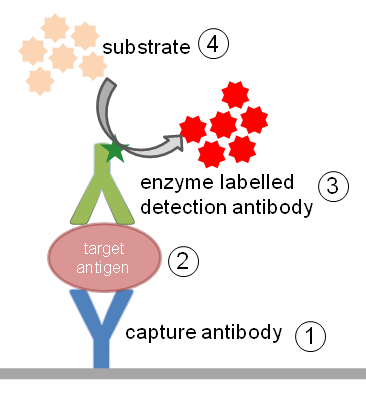 substrate 4
enzyme labelled
detection antibody 3
target
antigen
2
capture antibody 1